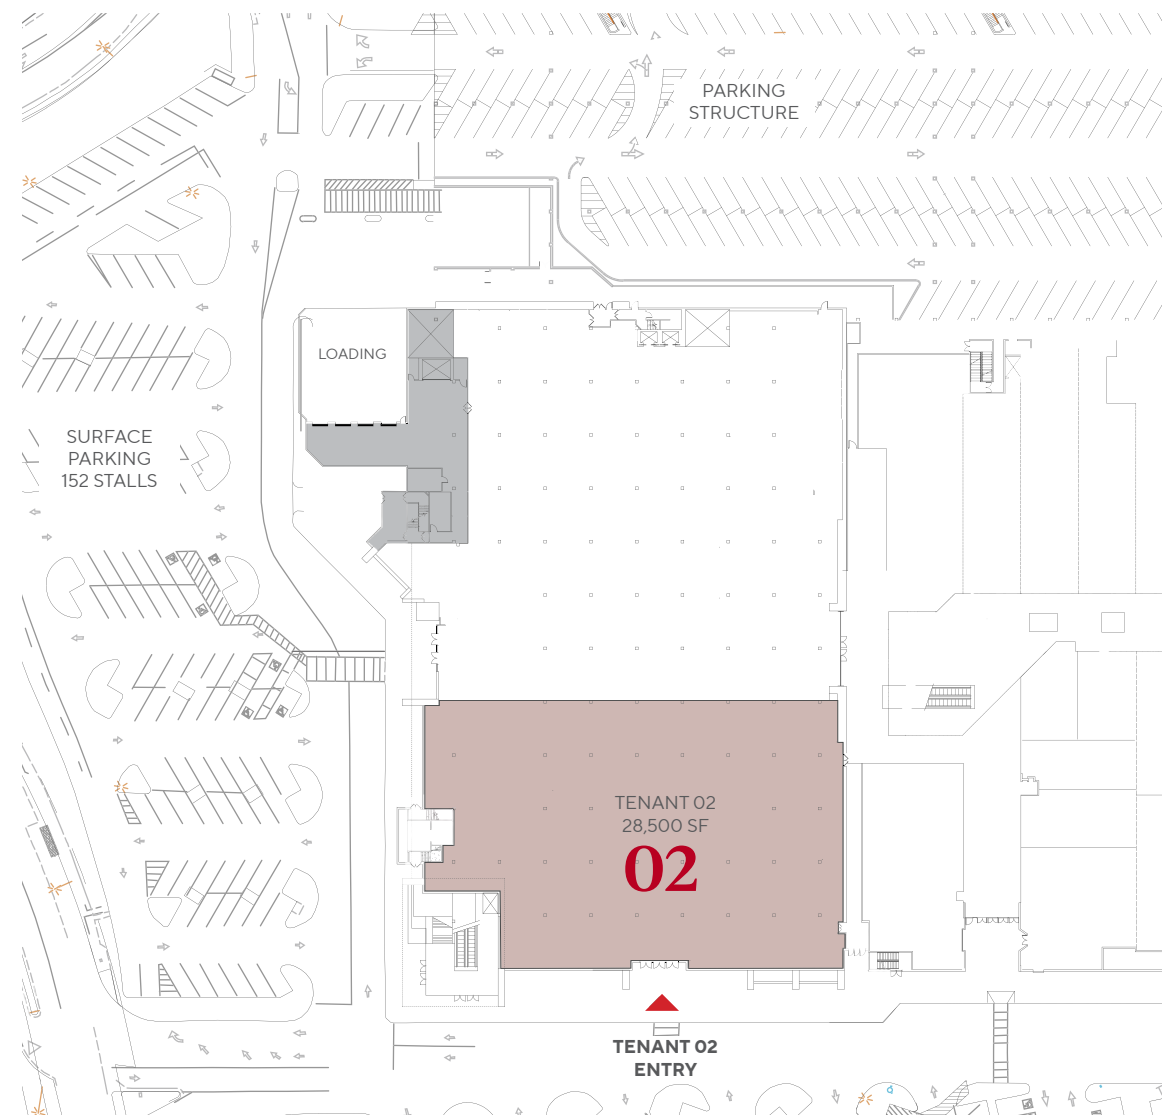 PARKING
STRUCTURE
LOADING
SURFACE
PARKING
152 STALLS
TENANT 02
28,500 SF
02
TENANT 02
ENTRY